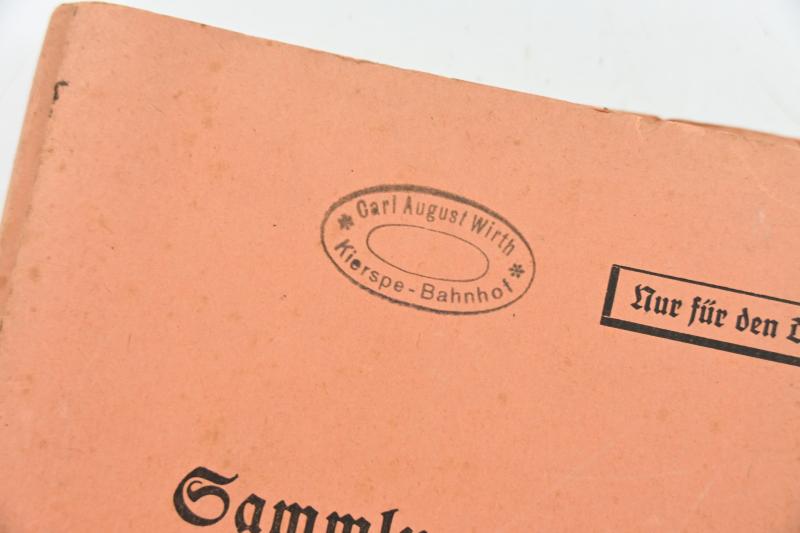 * Carl August Wirth *
Kierspe-Bahnhof
Nur für den